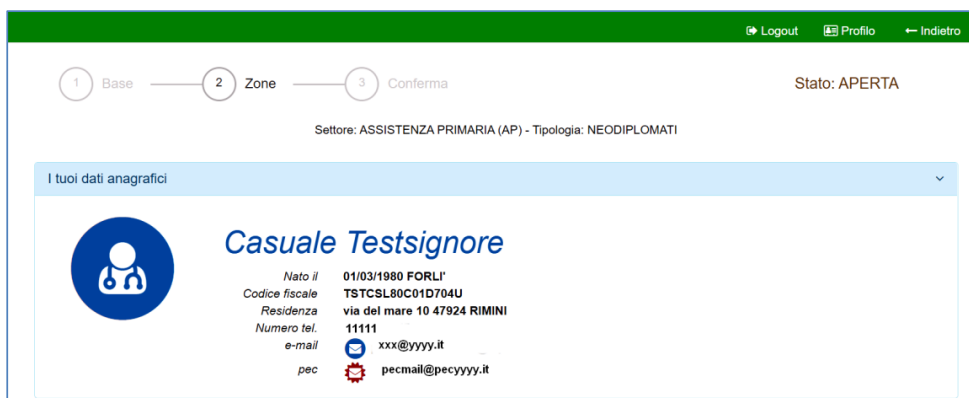 Logout Profilo ← Indietro
1 Base 2 Zone 3 Conferma Stato: APERTA
Settore: ASSISTENZA PRIMARIA (AP) - Tipologia: NEODIPLOMATI
I tuoi dati anagrafici
Casuale Testsignore
Nato il 01/03/1980 FORLI'
Codice fiscale TSTCSL80C01D704U
Residenza via del mare 10 47924 RIMINI
Numero tel. 11111
e-mail xxx@yyyy.it
pec pecmail@pecyyyy.it